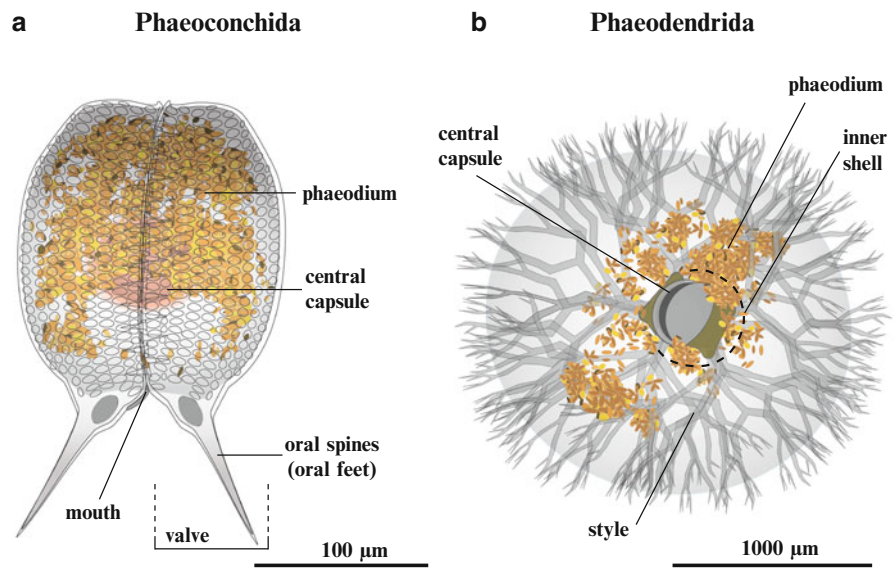 a
Phaeoconchida
phaeodium
central
capsule
oral spines
(oral feet)
mouth
valve
100 μm
b
Phaeodendrida
phaeodium
central
capsule
inner
shell
style
1000 μm